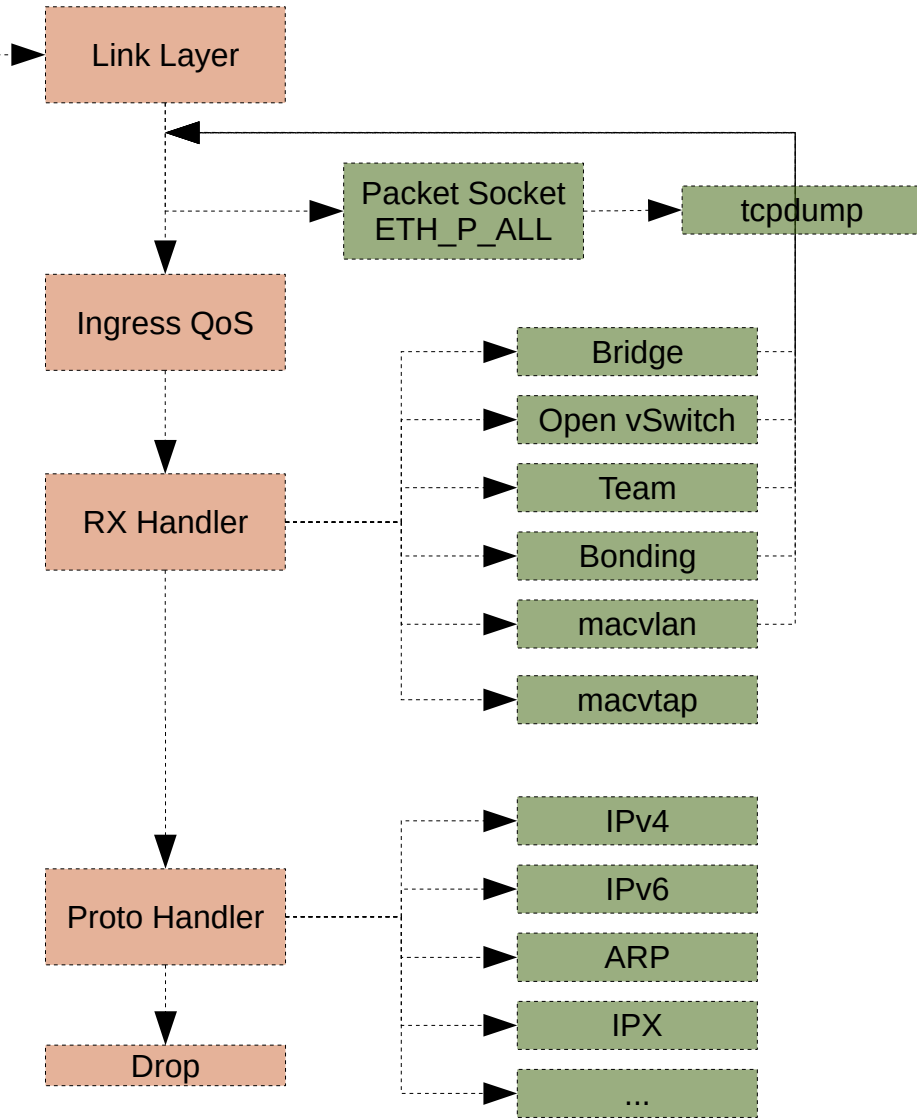 Link Layer
Packet Socket
ETH_P_ALL
tcpdump
Ingress QoS
Bridge
Open vSwitch
Team
RX Handler
Bonding
macvlan
macvtap
IPv4
IPv6
Proto Handler
ARP
IPX
Drop
...